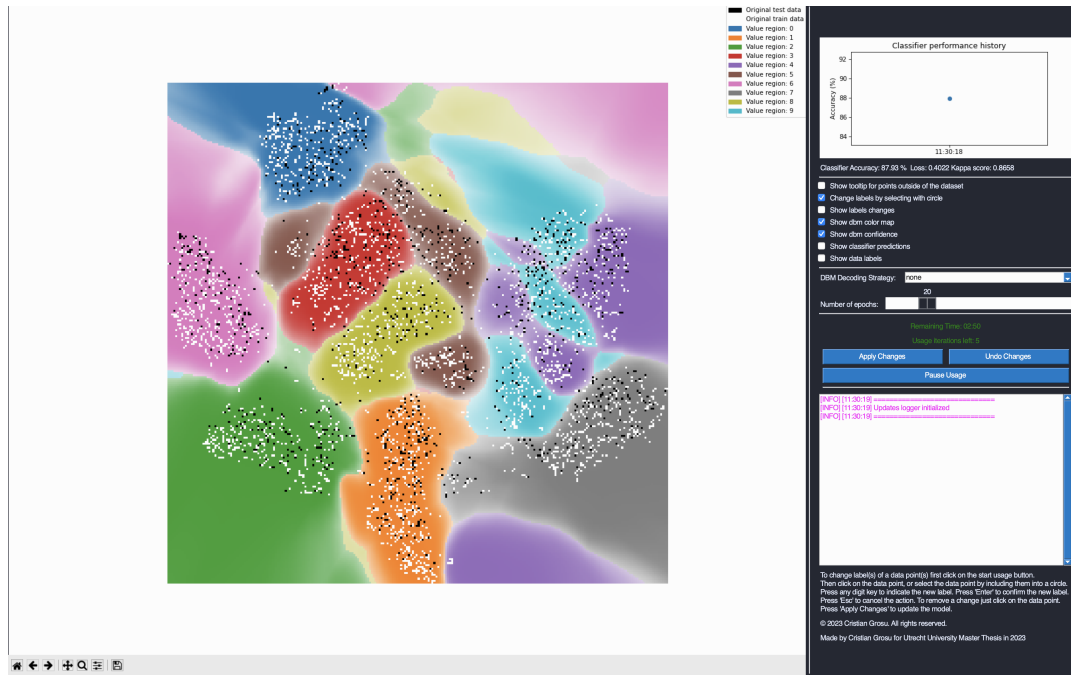 Original test data
Original train data
Value region: 0
Value region: 1
Value region: 2
Value region: 3
Value region: 4
Value region: 5
Value region: 6
Value region: 7
Value region: 8
Value region: 9
Classifier performance history
Accuracy (%)
92
90
88
86
84
11:30:18
Classifier Accuracy: 87.93 % Loss: 0.4022 Kappa score: 0.8658
Show tooltip for points outside of the dataset
Change labels by selecting with circle
Show labels changes
Show dbm color map
Show dbm confidence
Show classifier predictions
Show data labels
DBM Decoding Strategy: none
20
Number of epochs:
Remaining Time: 02:50
Usage iterations left: 5
Apply Changes
Undo Changes
Pause Usage
[INFO] [11:30:19] ============================
[INFO] [11:30:19] Updates logger initialized
[INFO] [11:30:19] ============================
To change label(s) of a data point(s) first click on the start usage button.
Then click on the data point, or select the data point by including them into a circle.
Press any digit key to indicate the new label. Press 'Enter' to confirm the new label.
Press 'Esc' to cancel the action. To remove a change just click on the data point.
Press 'Apply Changes' to update the model.
© 2023 Cristian Grosu. All rights reserved.
Made by Cristian Grosu for Utrecht University Master Thesis in 2023